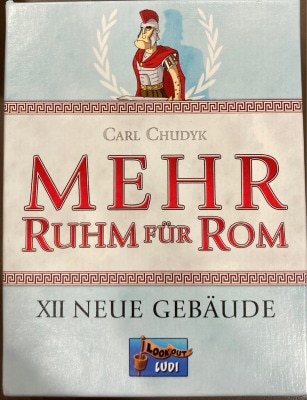 CARL CHUDYK
MEHR
RUHM FÜR ROM
XII NEUE GEBÄUDE
LOOKOUT
LUDI